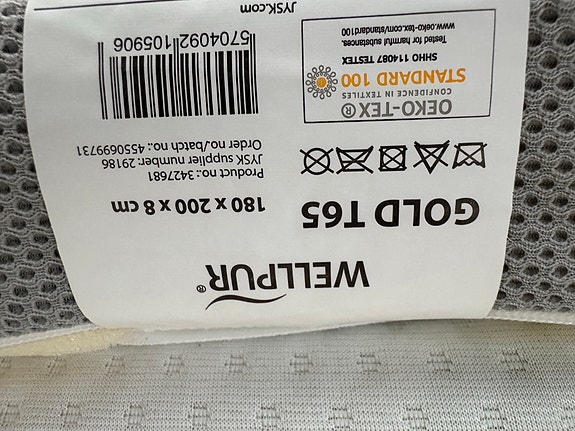 WELLPUR®
GOLD T65
180 x 200 x 8 cm
Product no.: 3427681
JYSK supplier number: 29186
Order no./batch no.: 4550699731
OEKO-TEX®
CONFIDENCE IN TEXTILES
STANDARD 100
SHHO 114087 TESTEX
Tested for harmful substances.
www.oeko-tex.com/standard100
5704092105906
JYSK.com